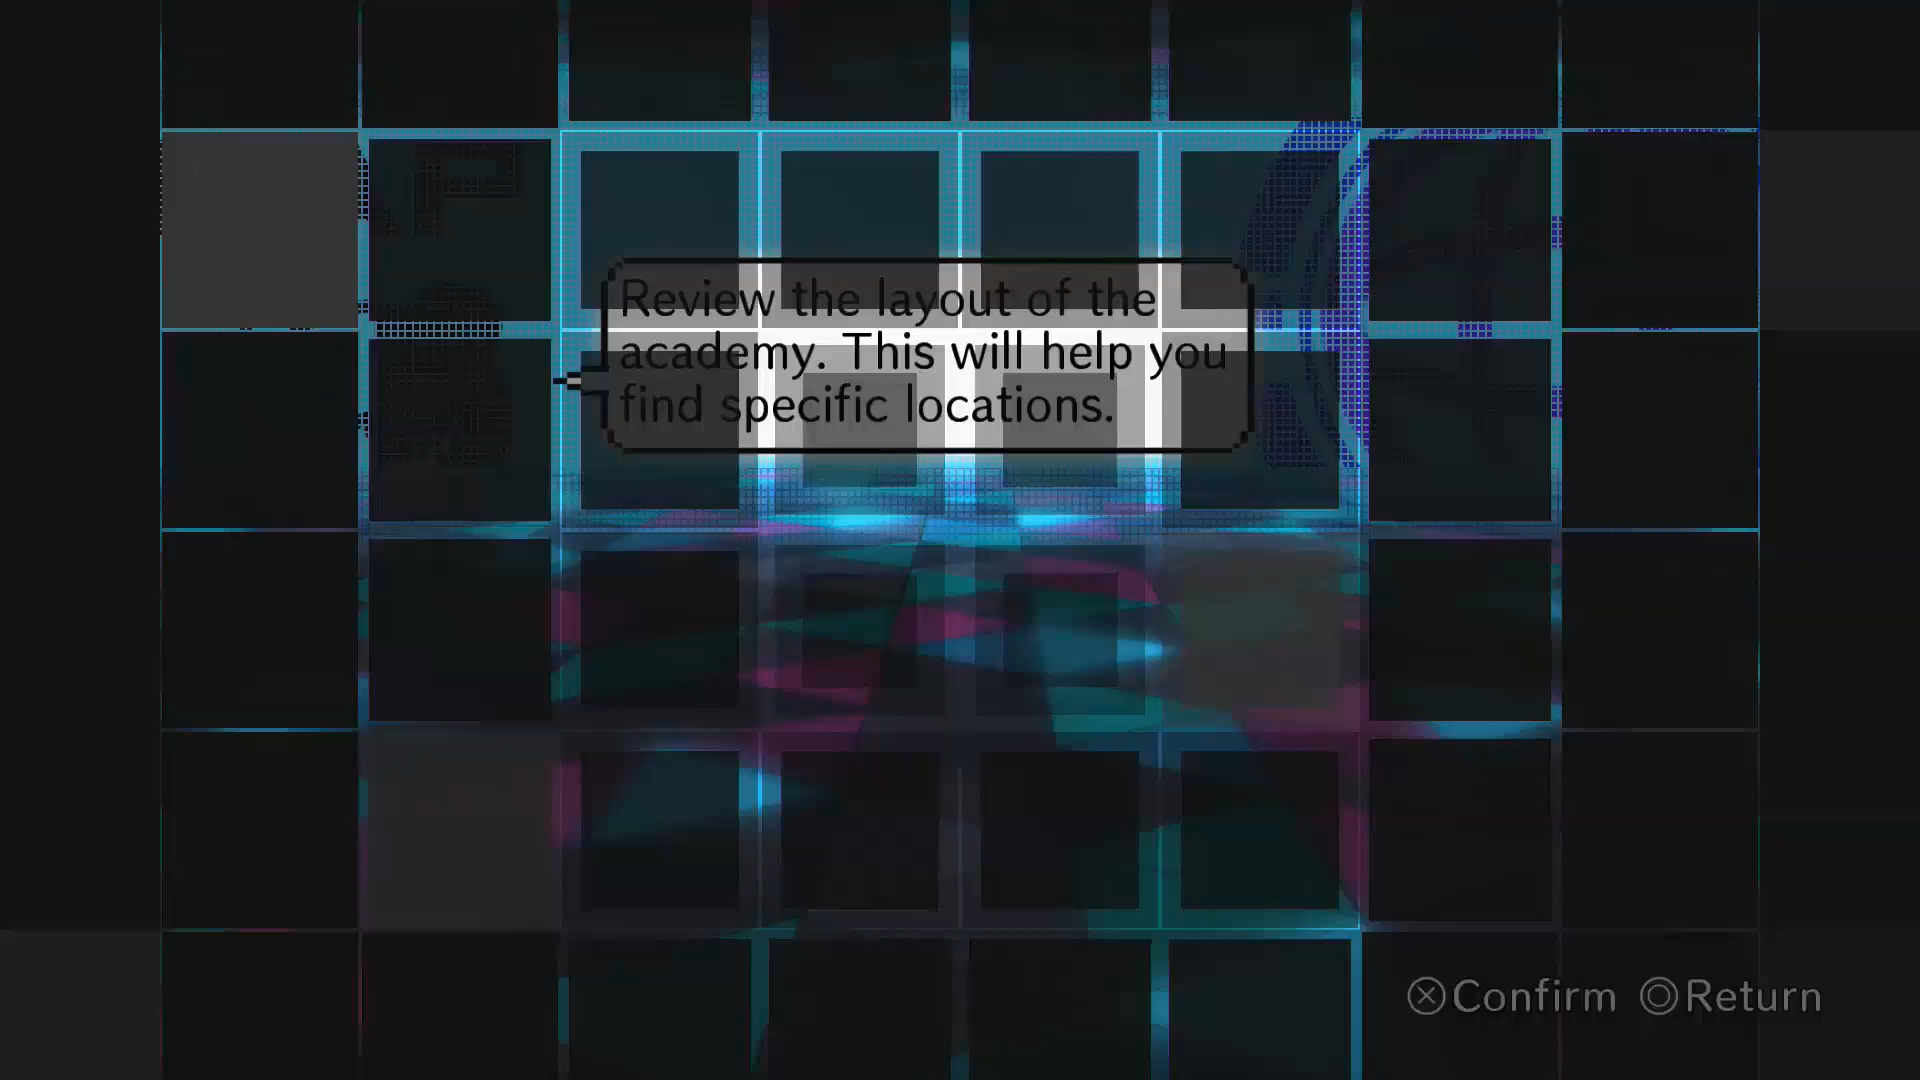 Review the layout of the
academy. This will help you
find specific locations.
Confirm Return